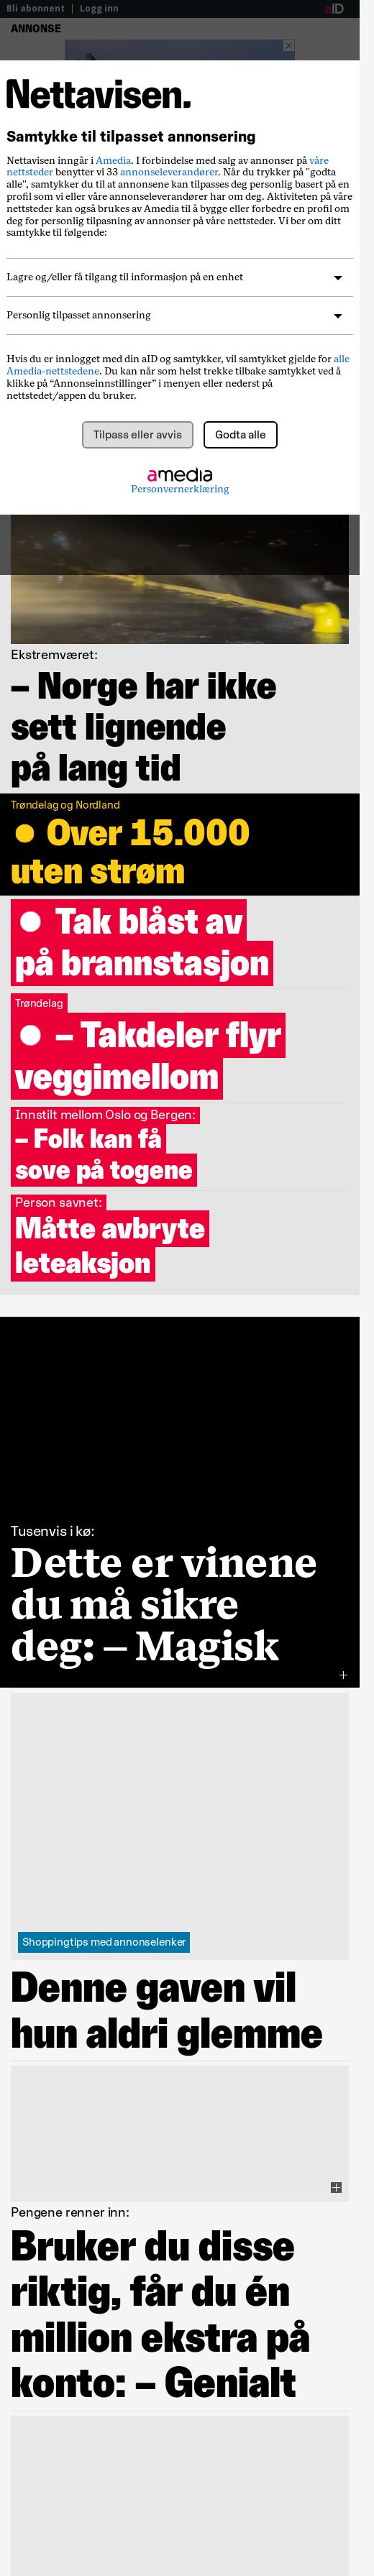 Bli abonnent | Logg inn
aID
ANNONSE
Nettavisen.
Samtykke til tilpasset annonsering
Nettavisen inngår i Amedia. I forbindelse med salg av annonser på våre
nettsteder benytter vi 33 annonseleverandører. Når du trykker på "godta
alle", samtykker du til at annonsene kan tilpasses deg personlig basert på en
profil som vi eller våre annonseleverandører har om deg. Aktiviteten på våre
nettsteder kan også brukes av Amedia til å bygge eller forbedre en profil om
deg for personlig tilpasning av annonser på våre nettsteder. Vi ber om ditt
samtykke til følgende:
Lagre og/eller få tilgang til informasjon på en enhet
Personlig tilpasset annonsering
Hvis du er innlogget med din aID og samtykker, vil samtykket gjelde for alle
Amedia-nettstedene. Du kan når som helst trekke tilbake samtykket ved å
klikke på “Annonseinnstillinger” i menyen eller nederst på
nettstedet/appen du bruker.
Tilpass eller avvis
Godta alle
amedia
Personvernerklæring
Ekstremværet:
– Norge har ikke
sett lignende
på lang tid
Trøndelag og Nordland
● Over 15.000
uten strøm
● Tak blåst av
på brannstasjon
Trøndelag
● – Takdeler flyr
veggimellom
Innstilt mellom Oslo og Bergen:
– Folk kan få
sove på togene
Person savnet:
Måtte avbryte
leteaksjon
Tusenvis i kø:
Dette er vinene
du må sikre
deg: – Magisk
Shoppingtips med annonselenker
Denne gaven vil
hun aldri glemme
Pengene renner inn:
Bruker du disse
riktig, får du én
million ekstra på
konto: – Genialt